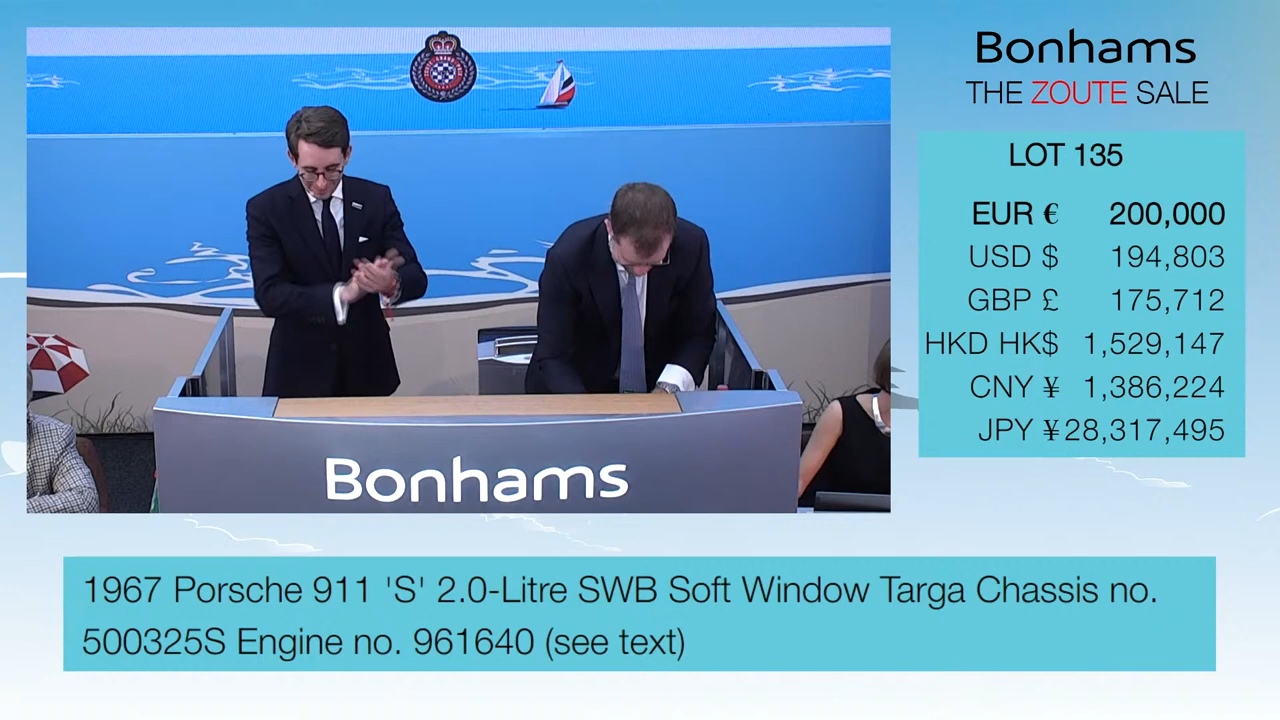 Bonhams
THE ZOUTE SALE
LOT 135
EUR € 200,000
USD $ 194,803
GBP £ 175,712
HKD HK$ 1,529,147
CNY ¥ 1,386,224
JPY ¥ 28,317,495
Bonhams
1967 Porsche 911 'S' 2.0-Litre SWB Soft Window Targa Chassis no.
500325S Engine no. 961640 (see text)